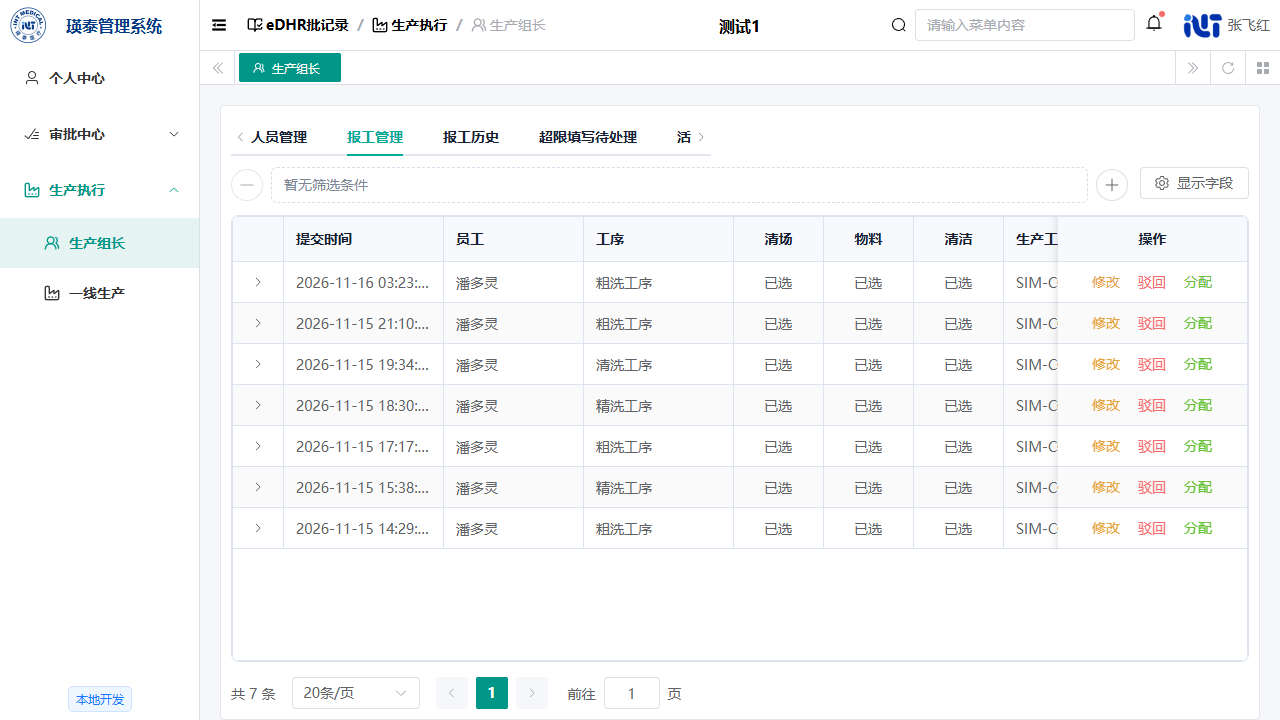 瑛泰管理系统
eDHR批记录 / 生产执行 / 生产组长
测试1
请输入菜单内容
张飞红
个人中心
审批中心
生产执行
生产组长
一线生产
本地开发
生产组长
人员管理 报工管理 报工历史 超限填写待处理 活
暂无筛选条件
显示字段
提交时间 员工 工序 清场 物料 清洁 生产工 操作
2026-11-16 03:23:... 潘多灵 粗洗工序 已选 已选 已选 SIM-C 修改 驳回 分配
2026-11-15 21:10:... 潘多灵 粗洗工序 已选 已选 已选 SIM-C 修改 驳回 分配
2026-11-15 19:34:... 潘多灵 清洗工序 已选 已选 已选 SIM-C 修改 驳回 分配
2026-11-15 18:30:... 潘多灵 精洗工序 已选 已选 已选 SIM-C 修改 驳回 分配
2026-11-15 17:17:... 潘多灵 粗洗工序 已选 已选 已选 SIM-C 修改 驳回 分配
2026-11-15 15:38:... 潘多灵 精洗工序 已选 已选 已选 SIM-C 修改 驳回 分配
2026-11-15 14:29:... 潘多灵 粗洗工序 已选 已选 已选 SIM-C 修改 驳回 分配
共 7 条 20条/页 1 前往 1 页